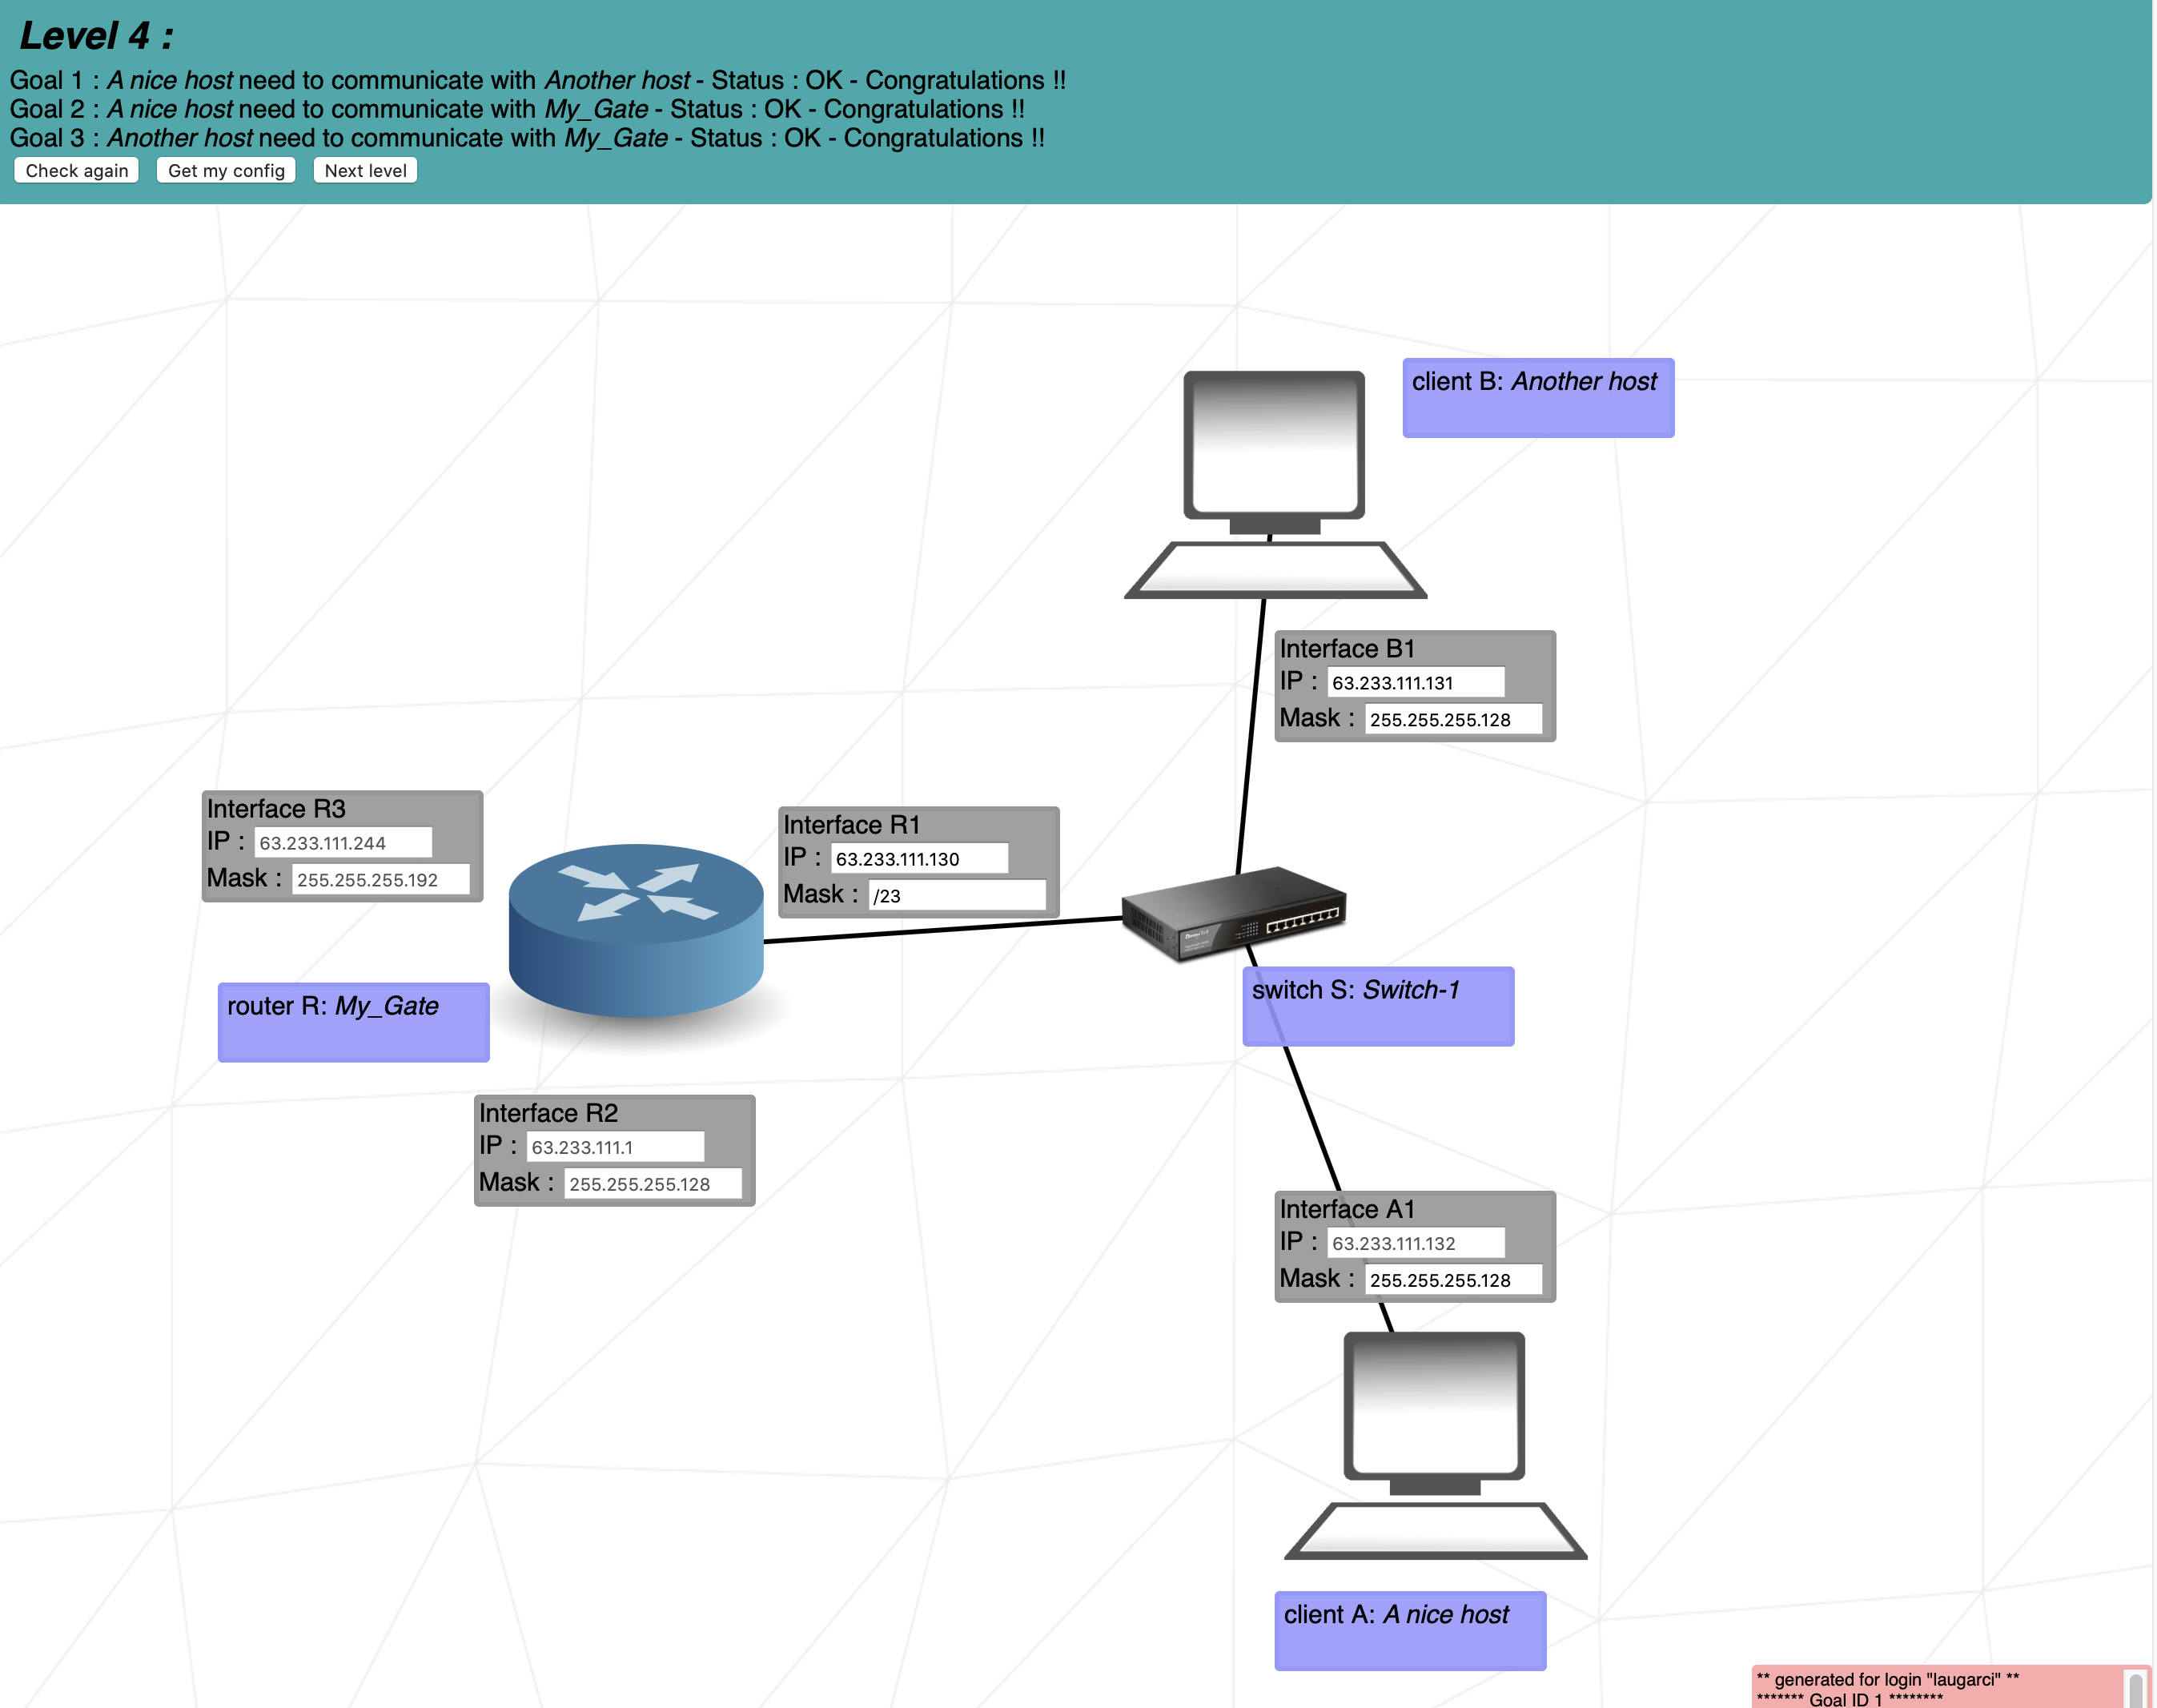 Level 4 :
Goal 1 : A nice host need to communicate with Another host - Status : OK - Congratulations !!
Goal 2 : A nice host need to communicate with My_Gate - Status : OK - Congratulations !!
Goal 3 : Another host need to communicate with My_Gate - Status : OK - Congratulations !!
Check again Get my config Next level
client B: Another host
Interface B1
IP : 63.233.111.131
Mask : 255.255.255.128
Interface R3
IP : 63.233.111.244
Mask : 255.255.255.192
Interface R1
IP : 63.233.111.130
Mask : /23
router R: My_Gate
switch S: Switch-1
Interface R2
IP : 63.233.111.1
Mask : 255.255.255.128
Interface A1
IP : 63.233.111.132
Mask : 255.255.255.128
client A: A nice host
** generated for login "laugarci" **
******* Goal ID 1 ********